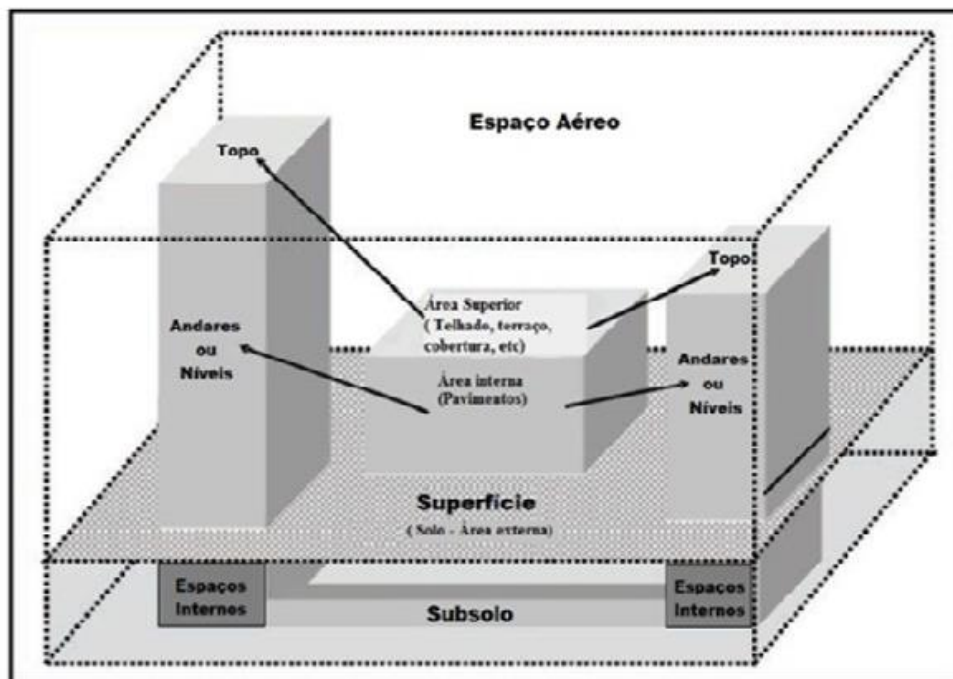 Espaço Aéreo
Topo
Topo
Área Superior
( Telhado, terraço,
cobertura, etc)
Andares
ou
Níveis
Área interna
(Pavimentos)
Andares
ou
Níveis
Superfície
( Solo - Área externa)
Espaços
Internos
Subsolo
Espaços
Internos